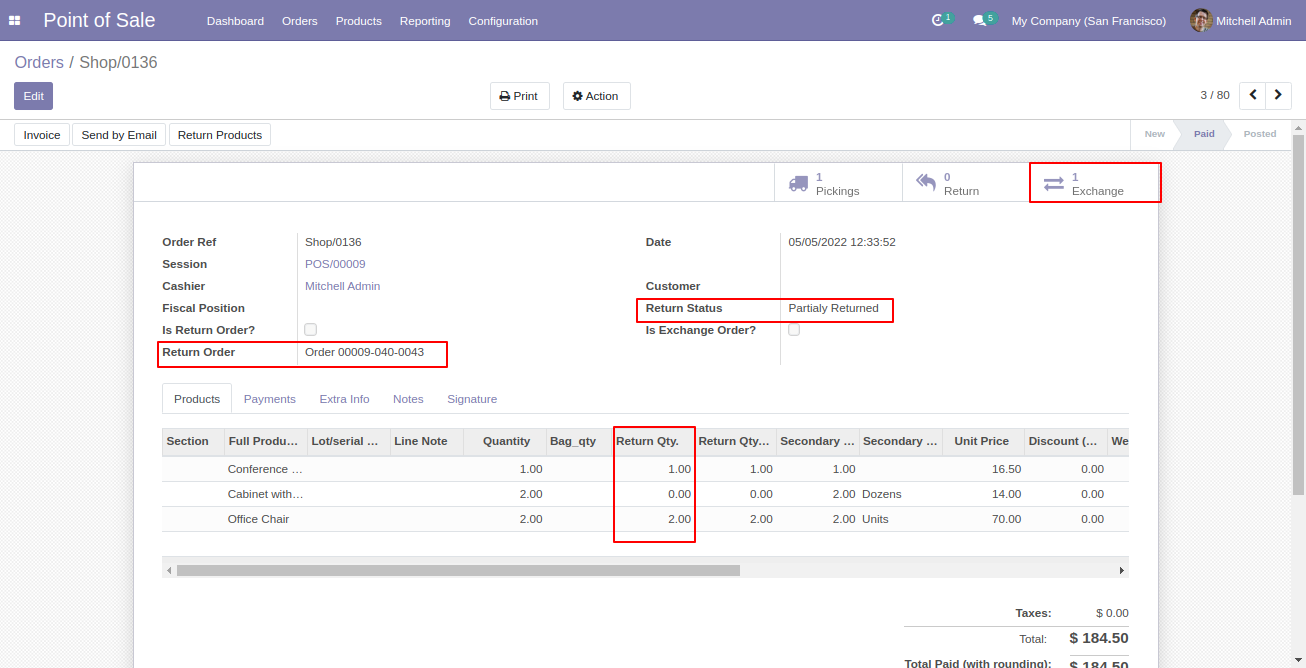 Point of Sale Dashboard Orders Products Reporting Configuration 1 5 My Company (San Francisco) Mitchell Admin
Orders / Shop/0136
Edit Print Action 3 / 80
Invoice Send by Email Return Products New Paid Posted
1 Pickings 0 Return 1 Exchange
Order Ref Shop/0136 Date 05/05/2022 12:33:52
Session POS/00009
Cashier Mitchell Admin Customer
Fiscal Position Return Status Partialy Returned
Is Return Order? Is Exchange Order?
Return Order Order 00009-040-0043
Products Payments Extra Info Notes Signature
Section Full Produ… Lot/serial … Line Note Quantity Bag_qty Return Qty. Return Qty… Secondary … Secondary … Unit Price Discount (… We
Conference … 1.00 1.00 1.00 1.00 16.50 0.00
Cabinet with… 2.00 0.00 0.00 2.00 Dozens 14.00 0.00
Office Chair 2.00 2.00 2.00 2.00 Units 70.00 0.00
Taxes: $ 0.00
Total: $ 184.50
Total Paid (with rounding): $ 184.50